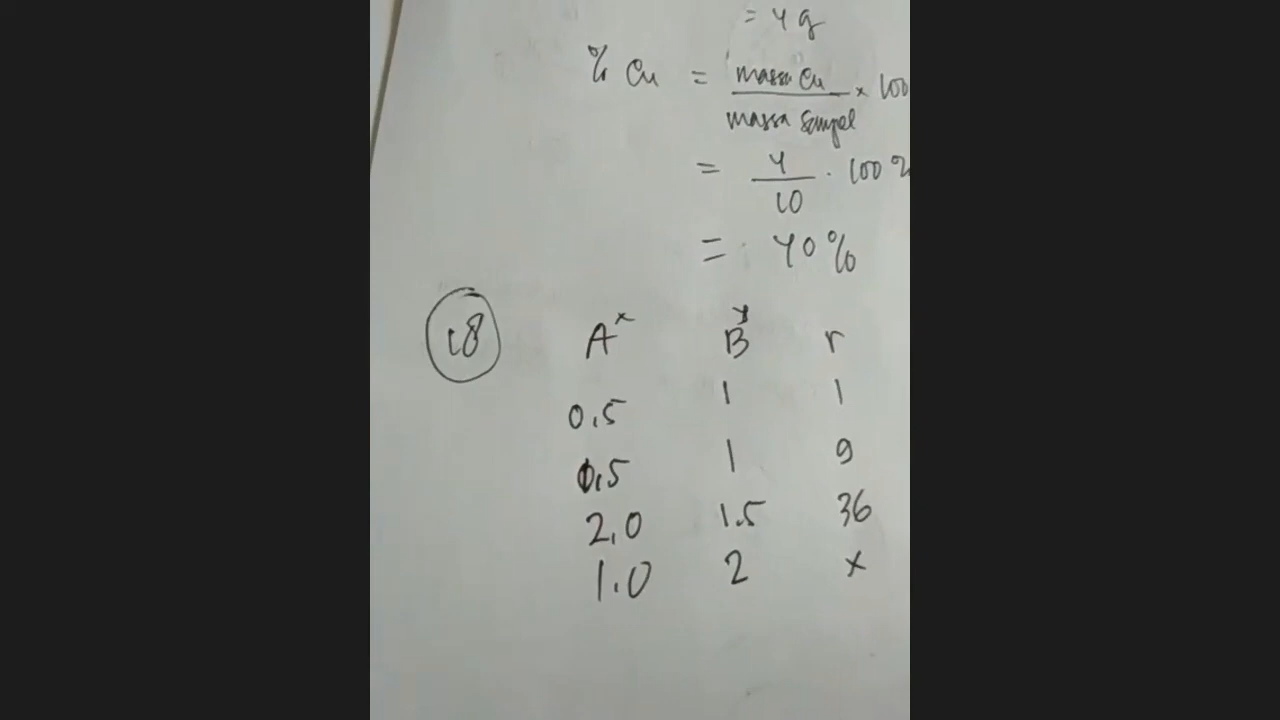 = 4 g
% Cu = massa Cu / massa sampel × 100
= 4 / 10 . 100 %
= 40 %
18 A^x B^y r
0,5 1 1
0,5 1 9
2,0 1.5 36
1.0 2 x